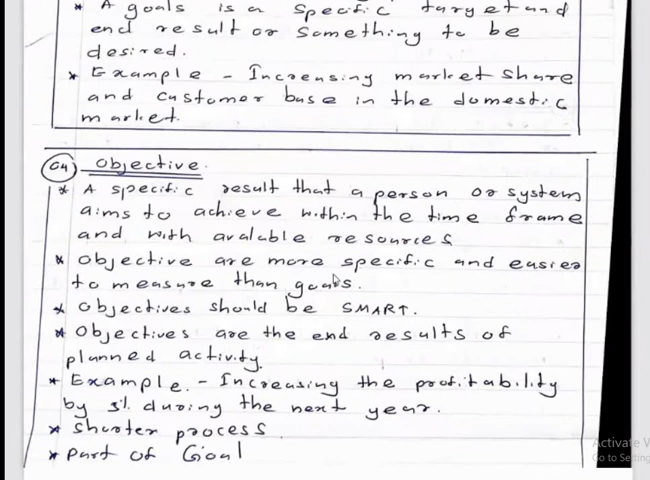 * A goals is a specific target and
end result or something to be
desired.
* Example - Increasing market share
and customer base in the domestic
market.
04 Objective.
* A specific result that a person or system
aims to achieve within the time frame
and with avalable resources
* Objective are more specific and easier
to measure than goals.
* Objectives should be SMART.
* Objectives are the end results of
planned activity.
* Example. - Increasing the profitability
by 3% during the next year.
* Shorter process
* Part of Goal
Activate W
Go to Setting